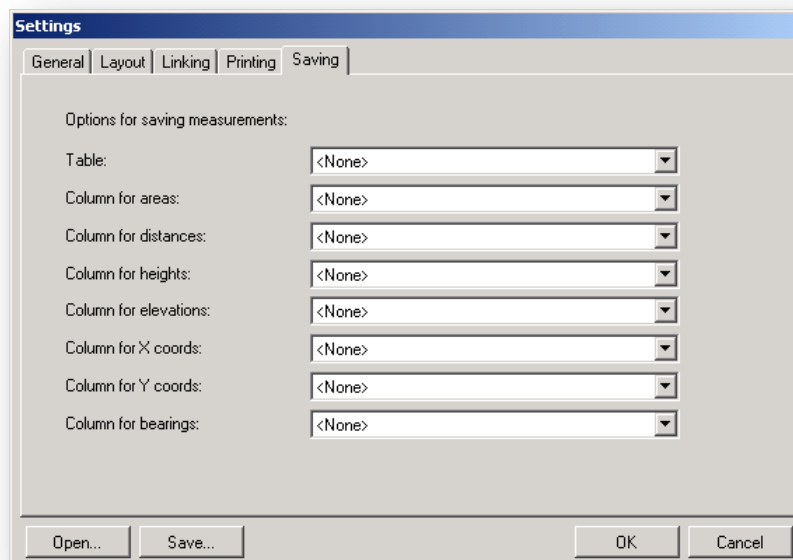 Settings
General Layout Linking Printing Saving
Options for saving measurements:
Table: <None>
Column for areas: <None>
Column for distances: <None>
Column for heights: <None>
Column for elevations: <None>
Column for X coords: <None>
Column for Y coords: <None>
Column for bearings: <None>
Open... Save... OK Cancel